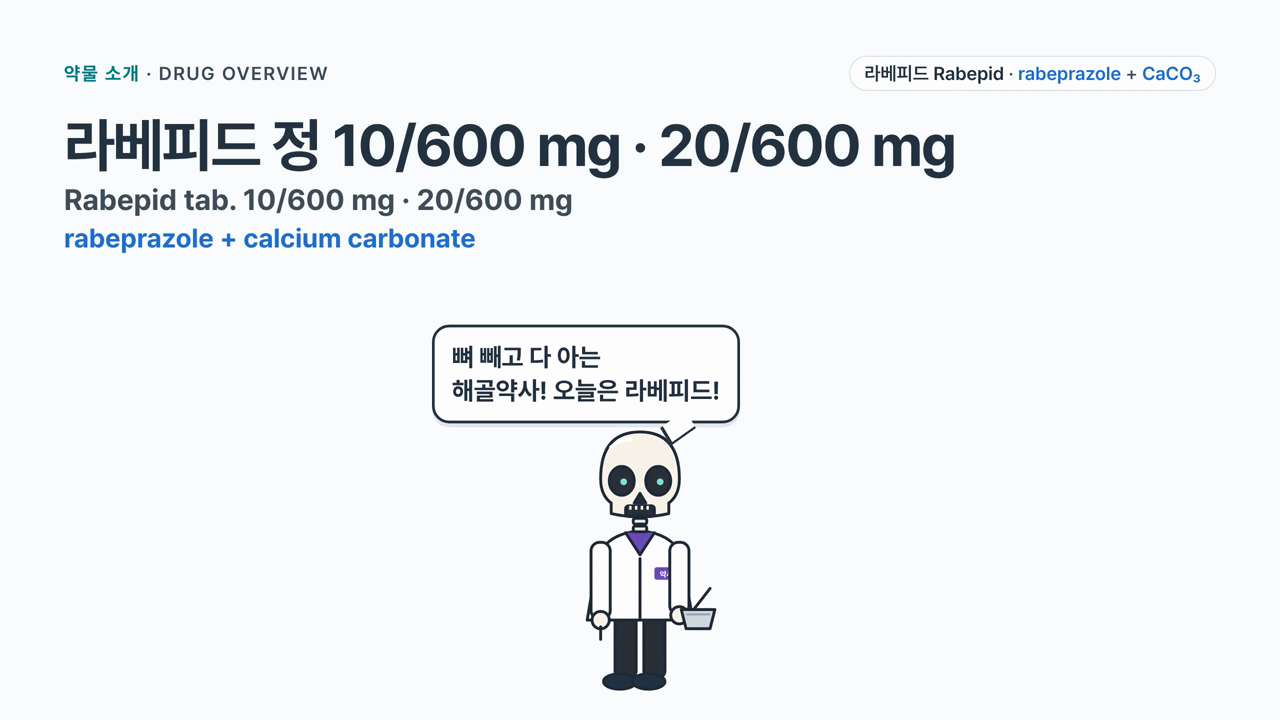 약물 소개 · DRUG OVERVIEW
라베피드 Rabepid · rabeprazole + CaCO₃
라베피드 정 10/600 mg · 20/600 mg
Rabepid tab. 10/600 mg · 20/600 mg
rabeprazole + calcium carbonate
뼈 빼고 다 아는
해골약사! 오늘은 라베피드!